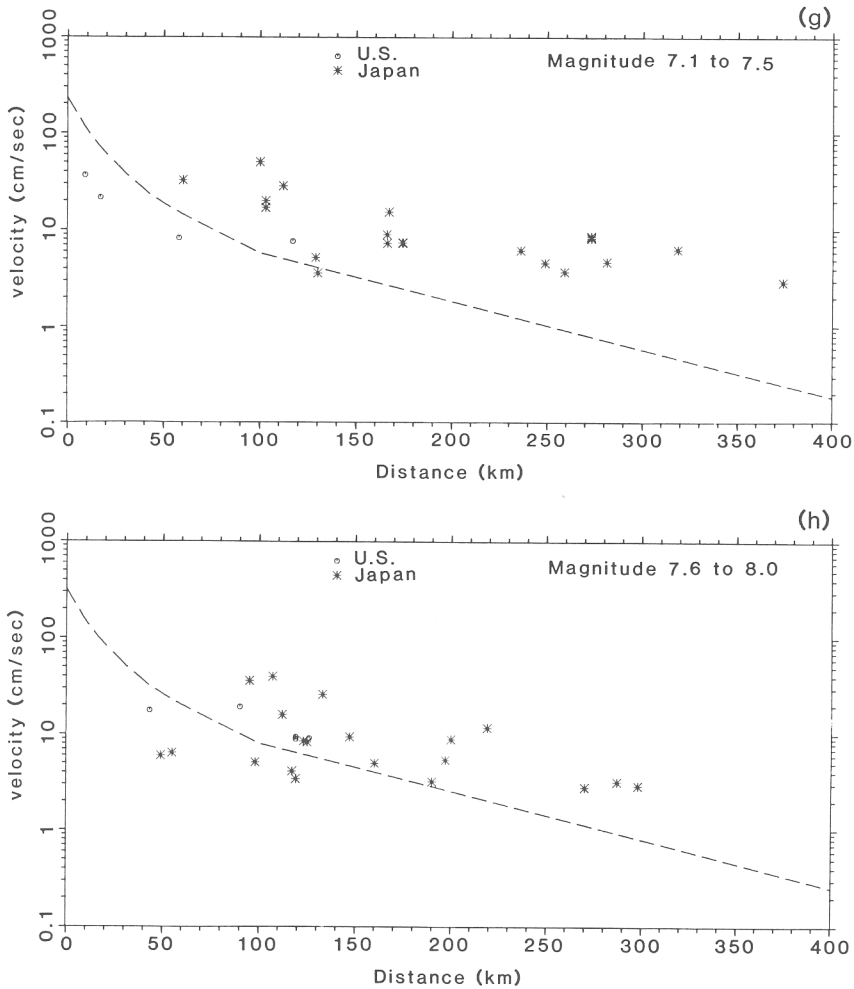 (g)
1000
100
10
1
0.1
velocity (cm/sec)
U.S.
Japan
Magnitude 7.1 to 7.5
0 50 100 150 200 250 300 350 400
Distance (km)
(h)
1000
100
10
1
0.1
velocity (cm/sec)
U.S.
Japan
Magnitude 7.6 to 8.0
0 50 100 150 200 250 300 350 400
Distance (km)